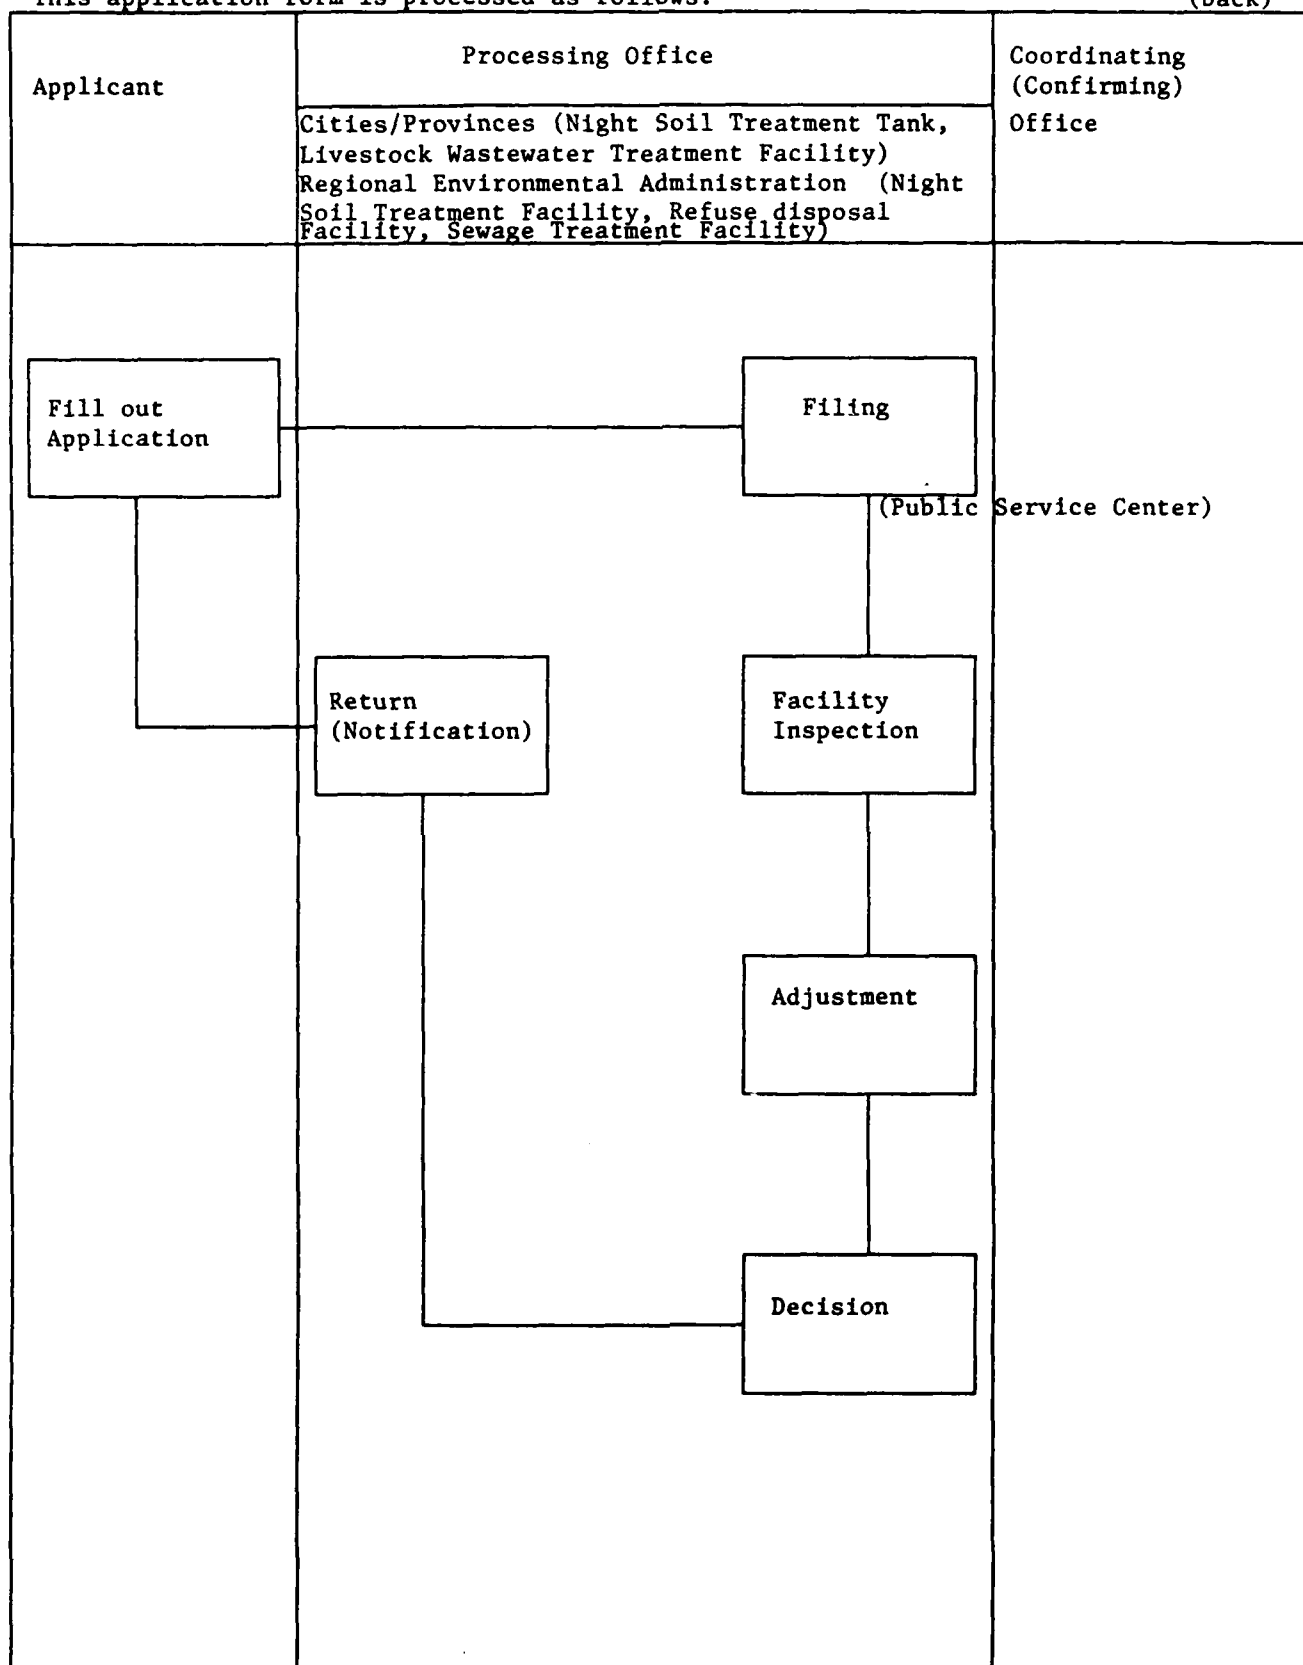 This application form is processed as follows: (back)
Applicant
Processing Office
Cities/Provinces (Night Soil Treatment Tank,
Livestock Wastewater Treatment Facility)
Regional Environmental Administration (Night
Soil Treatment Facility, Refuse disposal
Facility, Sewage Treatment Facility)
Coordinating
(Confirming)
Office
Fill out
Application
Filing
(Public Service Center)
Return
(Notification)
Facility
Inspection
Adjustment
Decision